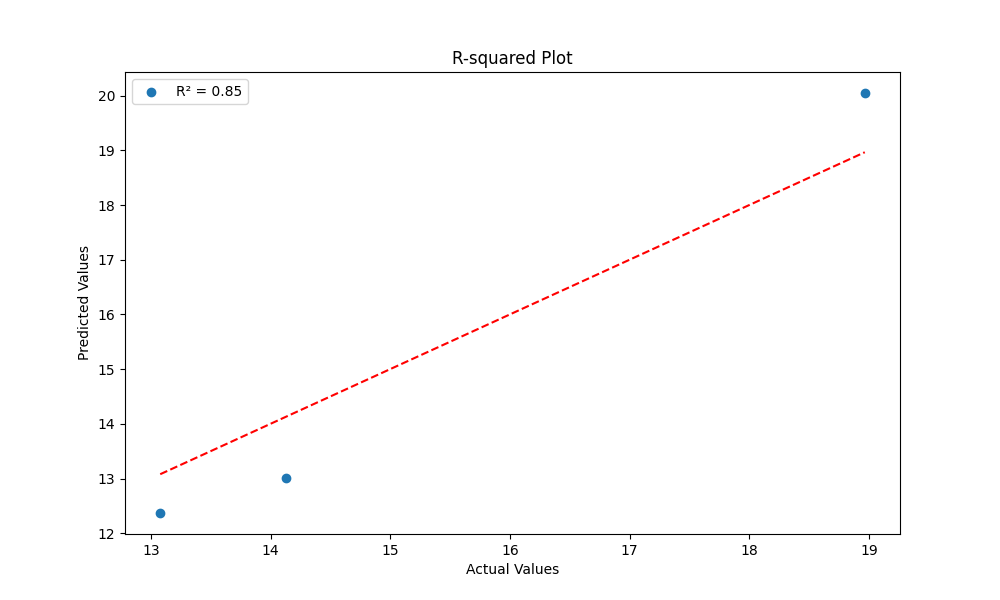 R-squared Plot
R² = 0.85
20
19
18
17
16
15
14
13
12
Predicted Values
13 14 15 16 17 18 19
Actual Values